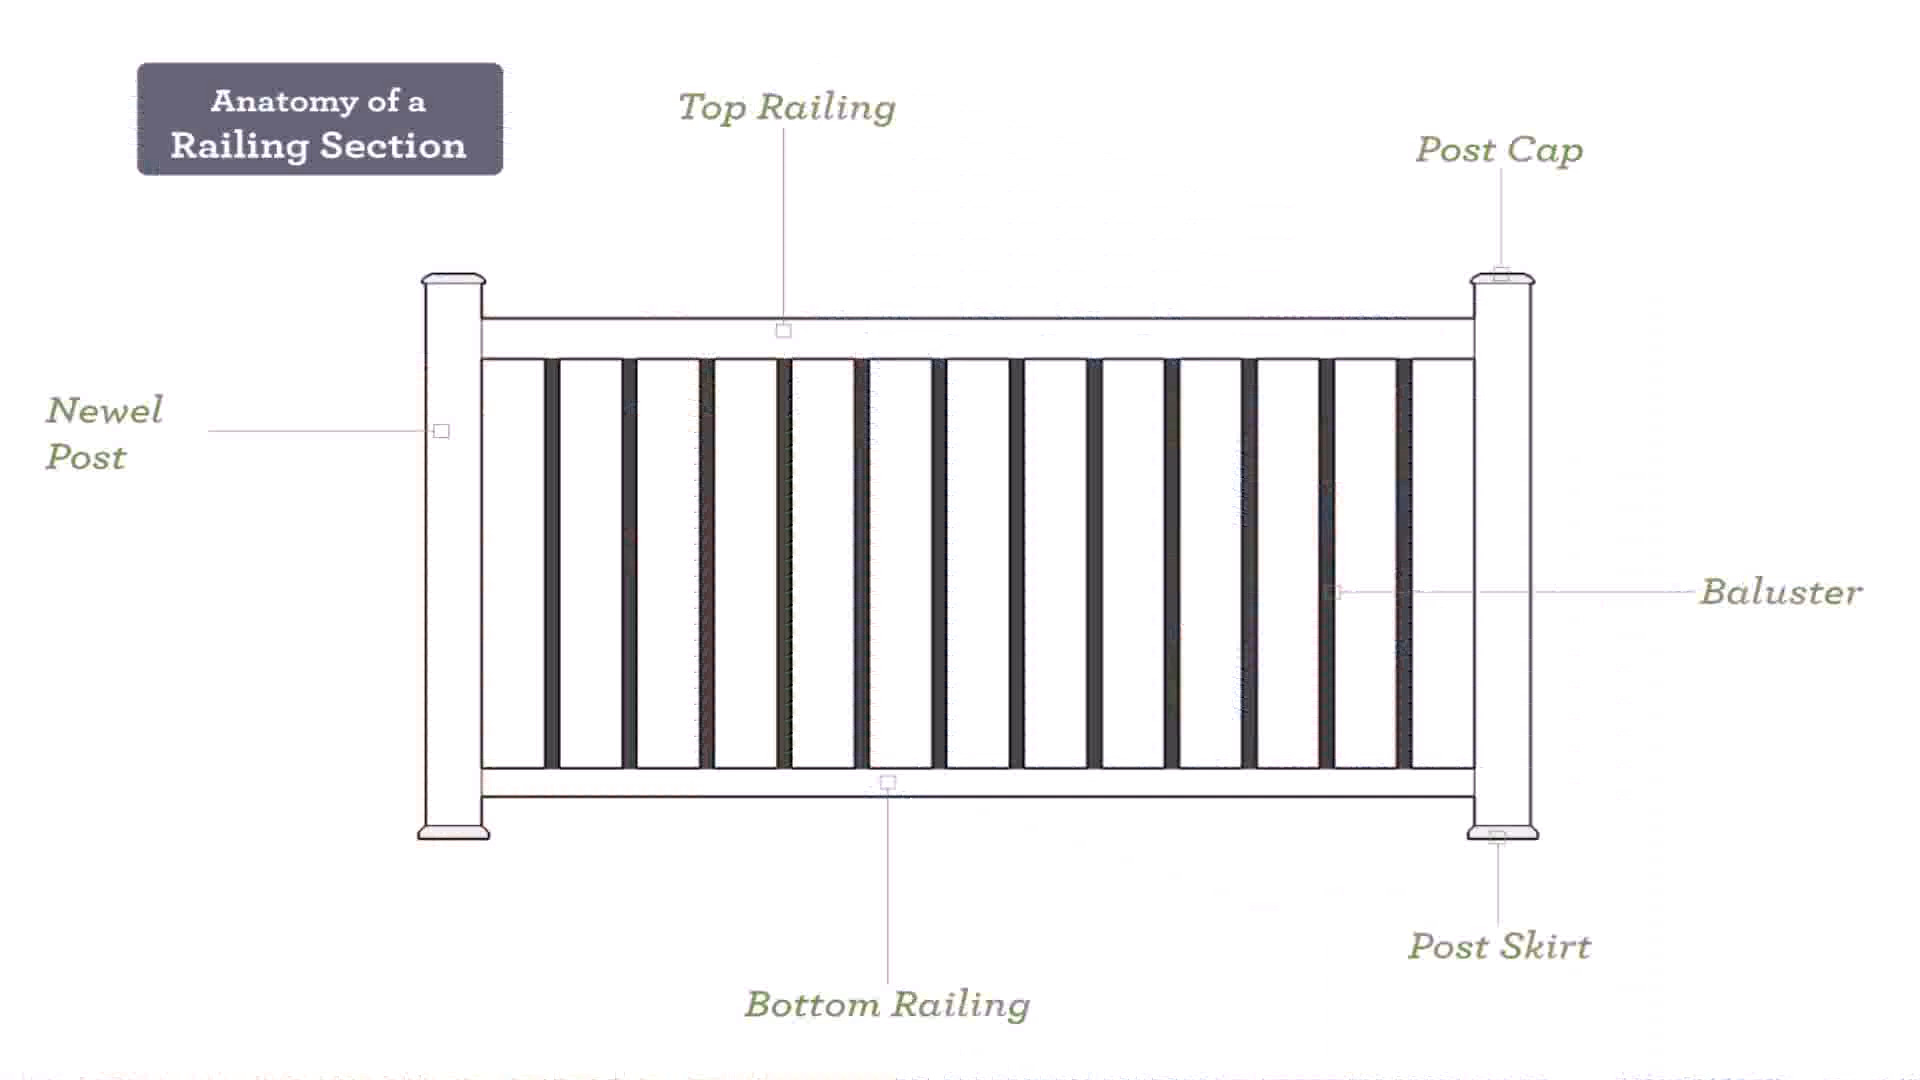 Anatomy of a
Railing Section
Top Railing
Post Cap
Newel
Post
Baluster
Post Skirt
Bottom Railing